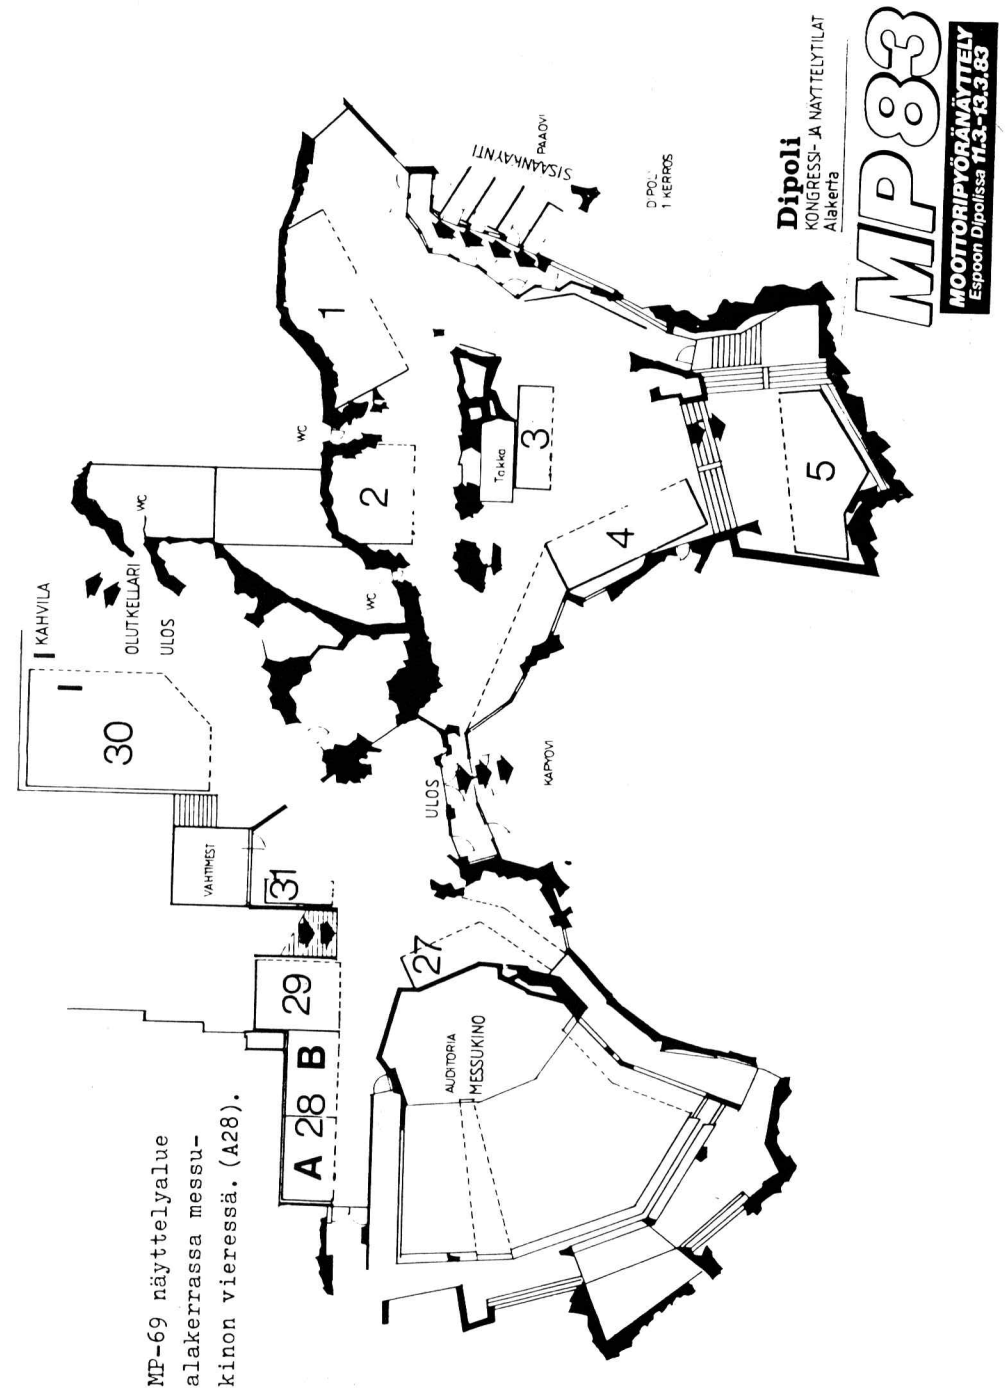 MP-69 näyttelyalue
alakerrassa messu-
kinon vieressä. (A28).
A 28 B
29
31
VAHTIMEST
30
KAHVILA
OLUTKELLARI
ULOS
WC
WC
WC
1
2
3
Takka
4
5
27
AUDITORIA
MESSUKINO
ULOS
KÄPYOVI
SISÄÄNKÄYNTI
PÄÄOVI
DIPOLI
1 KERROS
Dipoli
KONGRESSI- JA NÄYTTELYTILAT
Alakerta
MP83
MOOTTORIPYÖRÄNÄYTTELY
Espoon Dipolissa 11.3.-13.3.83